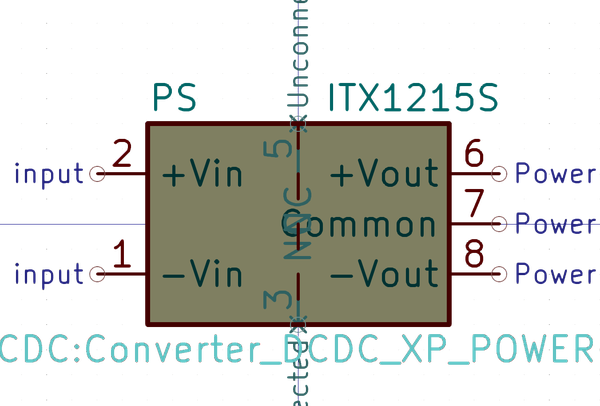 Unconne
PS ITX1215S
input 2 +Vin 5 +Vout 6 Power
NC Common 7 Power
input 1 -Vin 3 -Vout 8 Power
CDC:Converter_DCDC_XP_POWER
ected